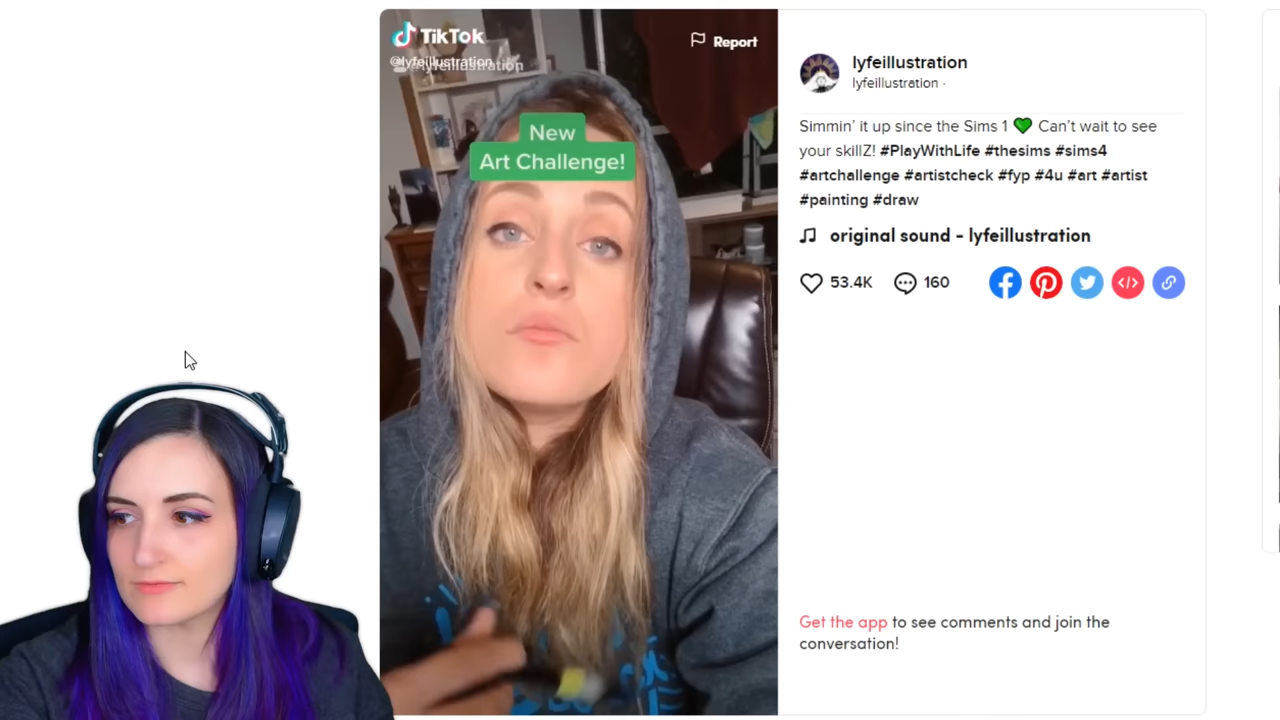 TikTok
@lyfeillustration
lyfeillustration
Report
New
Art Challenge!
lyfeillustration
lyfeillustration ·
Simmin' it up since the Sims 1 💚 Can't wait to see
your skillZ! #PlayWithLife #thesims #sims4
#artchallenge #artistcheck #fyp #4u #art #artist
#painting #draw
original sound - lyfeillustration
53.4K 160
Get the app to see comments and join the
conversation!